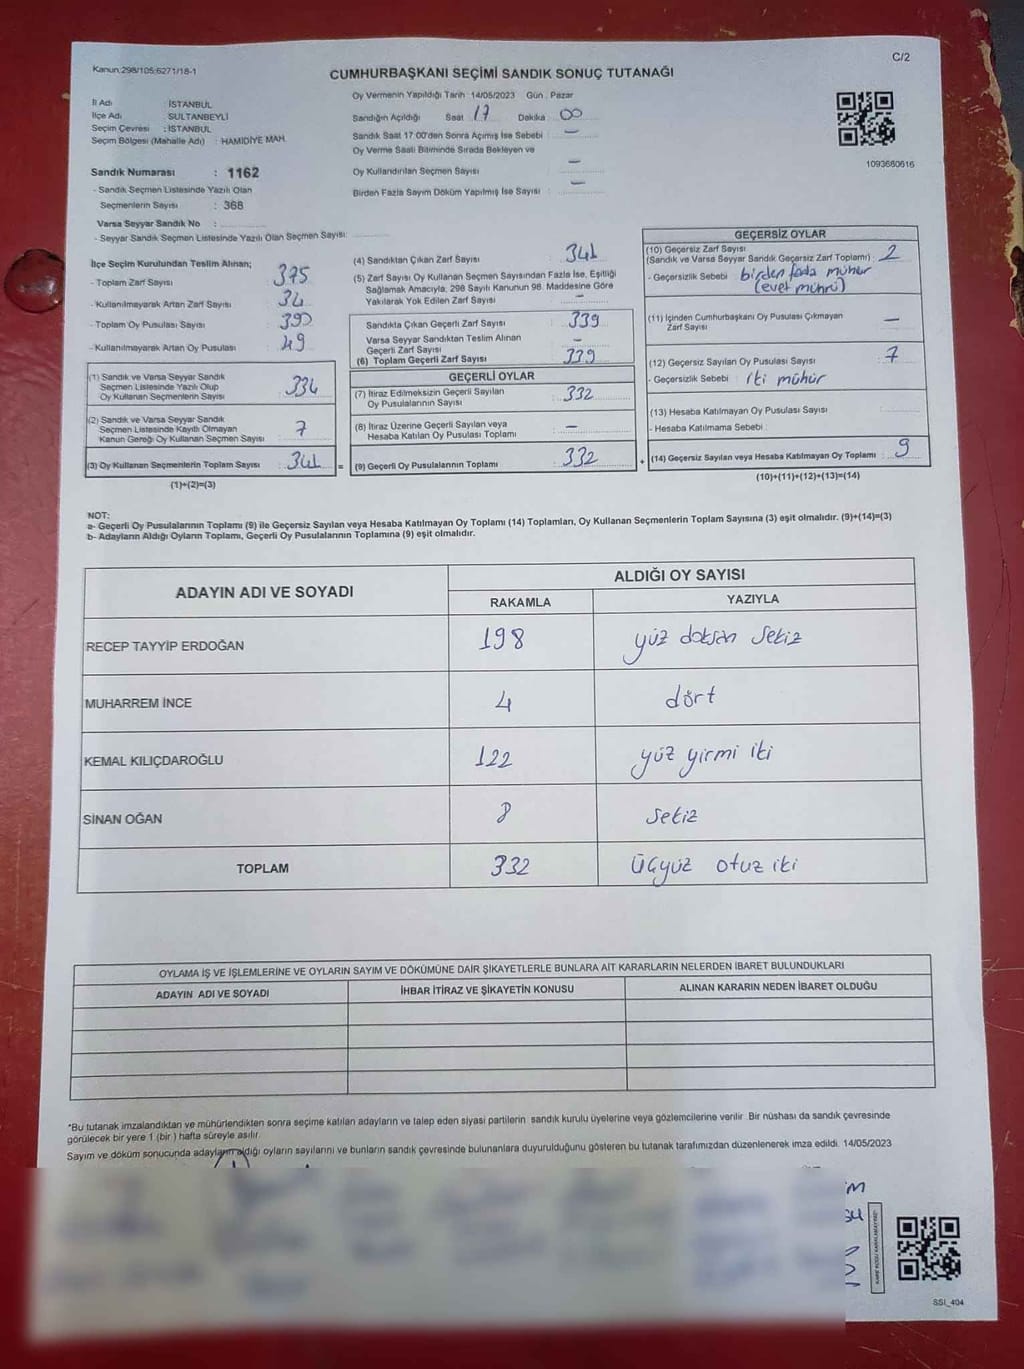 Kanun:298/105;6271/18-1
C/2
CUMHURBAŞKANI SEÇİMİ SANDIK SONUÇ TUTANAĞI
İl Adı : İSTANBUL
İlçe Adı : SULTANBEYLİ
Seçim Çevresi : İSTANBUL
Seçim Bölgesi (Mahalle Adı) : HAMİDİYE MAH.
Sandık Numarası : 1162
- Sandık Seçmen Listesinde Yazılı Olan
Seçmenlerin Sayısı : 368
Varsa Seyyar Sandık No :
- Seyyar Sandık Seçmen Listesinde Yazılı Olan Seçmen Sayısı:
Oy Vermenin Yapıldığı Tarih: 14/05/2023 Gün: Pazar
Sandığın Açıldığı Saat: 17 Dakika: 00
Sandık Saat 17:00'den Sonra Açılmış İse Sebebi : —
Oy Verme Saati Bitiminde Sırada Bekleyen ve
Oy Kullandırılan Seçmen Sayısı : —
Birden Fazla Sayım Döküm Yapılmış İse Sayısı : —
1093660616
İlçe Seçim Kurulundan Teslim Alınan;
- Toplam Zarf Sayısı : 375
- Kullanılmayarak Artan Zarf Sayısı : 34
- Toplam Oy Pusulası Sayısı : 390
- Kullanılmayarak Artan Oy Pusulası : 49
(1) Sandık ve Varsa Seyyar Sandık
Seçmen Listesinde Yazılı Olup
Oy Kullanan Seçmenlerin Sayısı : 334
(2) Sandık ve Varsa Seyyar Sandık
Seçmen Listesinde Kayıtlı Olmayan
Kanun Gereği Oy Kullanan Seçmen Sayısı : 7
(3) Oy Kullanan Seçmenlerin Toplam Sayısı : 341
(1)+(2)=(3)
(4) Sandıktan Çıkan Zarf Sayısı : 341
(5) Zarf Sayısı Oy Kullanan Seçmen Sayısından Fazla İse, Eşitliği
Sağlamak Amacıyla, 298 Sayılı Kanunun 98. Maddesine Göre
Yakılarak Yok Edilen Zarf Sayısı : —
Sandıkta Çıkan Geçerli Zarf Sayısı : 339
Varsa Seyyar Sandıktan Teslim Alınan
Geçerli Zarf Sayısı : —
(6) Toplam Geçerli Zarf Sayısı : 339
GEÇERLİ OYLAR
(7) İtiraz Edilmeksizin Geçerli Sayılan
Oy Pusulalarının Sayısı : 332
(8) İtiraz Üzerine Geçerli Sayılan veya
Hesaba Katılan Oy Pusulası Toplamı : —
= (9) Geçerli Oy Pusulalarının Toplamı : 332 +
GEÇERSİZ OYLAR
(10) Geçersiz Zarf Sayısı
(Sandık ve Varsa Seyyar Sandık Geçersiz Zarf Toplamı) : 2
- Geçersizlik Sebebi : birden fazla mühür
(evet mührü)
(11) İçinden Cumhurbaşkanı Oy Pusulası Çıkmayan
Zarf Sayısı : —
(12) Geçersiz Sayılan Oy Pusulası Sayısı : 7
- Geçersizlik Sebebi : iki mühür
(13) Hesaba Katılmayan Oy Pusulası Sayısı :
- Hesaba Katılmama Sebebi :
(14) Geçersiz Sayılan veya Hesaba Katılmayan Oy Toplamı : 9
(10)+(11)+(12)+(13)=(14)
NOT:
a- Geçerli Oy Pusulalarının Toplamı (9) ile Geçersiz Sayılan veya Hesaba Katılmayan Oy Toplamı (14) Toplamları, Oy Kullanan Seçmenlerin Toplam Sayısına (3) eşit olmalıdır. (9)+(14)=(3)
b- Adayların Aldığı Oyların Toplamı, Geçerli Oy Pusulalarının Toplamına (9) eşit olmalıdır.
ADAYIN ADI VE SOYADI ALDIĞI OY SAYISI
RAKAMLA YAZIYLA
RECEP TAYYİP ERDOĞAN 198 yüz doksan sekiz
MUHARREM İNCE 4 dört
KEMAL KILIÇDAROĞLU 122 yüz yirmi iki
SİNAN OĞAN 8 sekiz
TOPLAM 332 üçyüz otuz iki
OYLAMA İŞ VE İŞLEMLERİNE VE OYLARIN SAYIM VE DÖKÜMÜNE DAİR ŞİKAYETLERLE BUNLARA AİT KARARLARIN NELERDEN İBARET BULUNDUKLARI
ADAYIN ADI VE SOYADI İHBAR İTİRAZ VE ŞİKAYETİN KONUSU ALINAN KARARIN NEDEN İBARET OLDUĞU
*Bu tutanak imzalandıktan ve mühürlendikten sonra seçime katılan adayların ve talep eden siyasi partilerin sandık kurulu üyelerine veya gözlemcilerine verilir. Bir nüshası da sandık çevresinde
görülecek bir yere 1 (bir) hafta süreyle asılır.
Sayım ve döküm sonucunda adayların aldığı oyların sayılarını ve bunların sandık çevresinde bulunanlara duyurulduğunu gösteren bu tutanak tarafımızdan düzenlenerek imza edildi. 14/05/2023
SSI_404